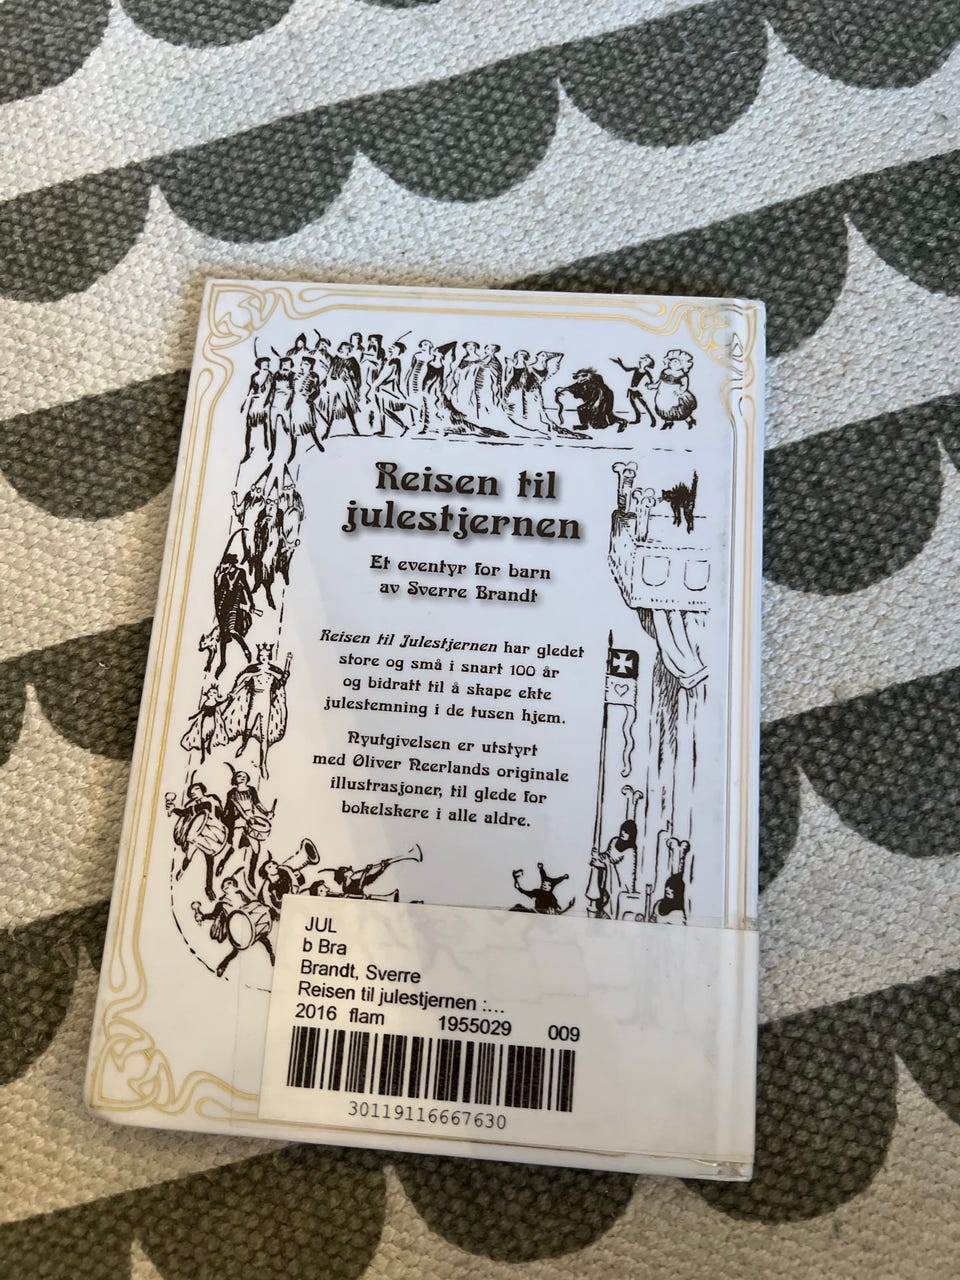 Reisen til
julestjernen
Et eventyr for barn
av Sverre Brandt
Reisen til Julestjernen har gledet
store og små i snart 100 år
og bidratt til å skape ekte
julestemning i de tusen hjem.
Nyutgivelsen er utstyrt
med Øliver Neerlands originale
illustrasjoner, til glede for
bokelskere i alle aldre.
JUL
b Bra
Brandt, Sverre
Reisen til julestjernen :...
2016 flam 1955029 009
30119116667630